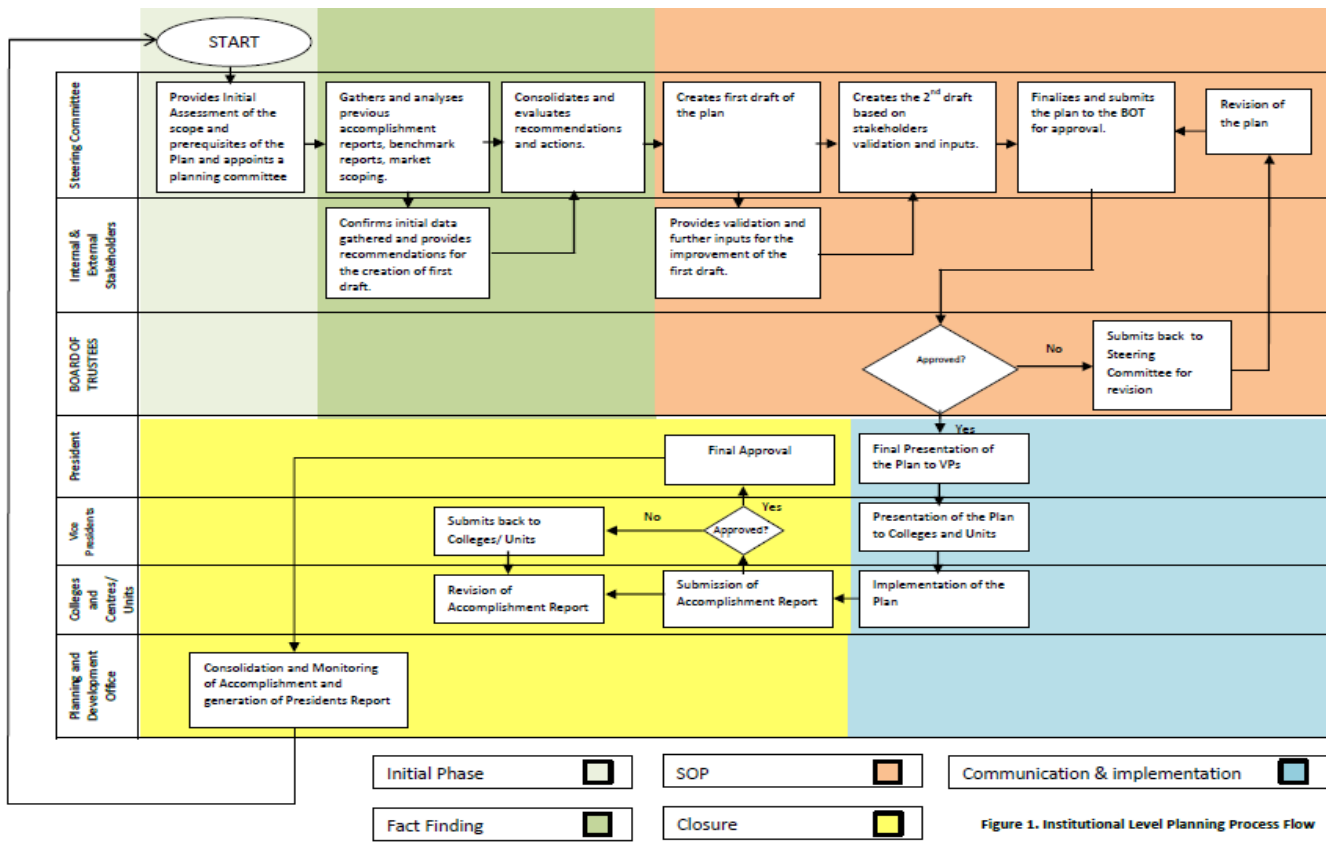 START
Steering Committee
Provides Initial
Assessment of the
scope and
prerequisites of the
Plan and appoints a
planning committee
Gathers and analyses
previous
accomplishment
reports, benchmark
reports, market
scoping.
Consolidates and
evaluates
recommendations
and actions.
Creates first draft of
the plan
Creates the 2nd draft
based on
stakeholders
validation and inputs.
Finalizes and submits
the plan to the BOT
for approval.
Revision of
the plan
Internal &
External
Stakeholders
Confirms initial data
gathered and provides
recommendations for
the creation of first
draft.
Provides validation and
further inputs for the
improvement of the
first draft.
BOARD OF
TRUSTEES
Approved?
No
Submits back to
Steering
Committee for
revision
Yes
President
Final Approval
Final Presentation of
the Plan to VPs
Vice
Presidents
Submits back to
Colleges/ Units
No
Approved?
Yes
Presentation of the Plan
to Colleges and Units
Colleges
and
Centres/
Units
Revision of
Accomplishment Report
Submission of
Accomplishment Report
Implementation of the
Plan
Planning and
Development
Office
Consolidation and Monitoring
of Accomplishment and
generation of Presidents Report
Initial Phase
SOP
Communication & implementation
Fact Finding
Closure
Figure 1. Institutional Level Planning Process Flow